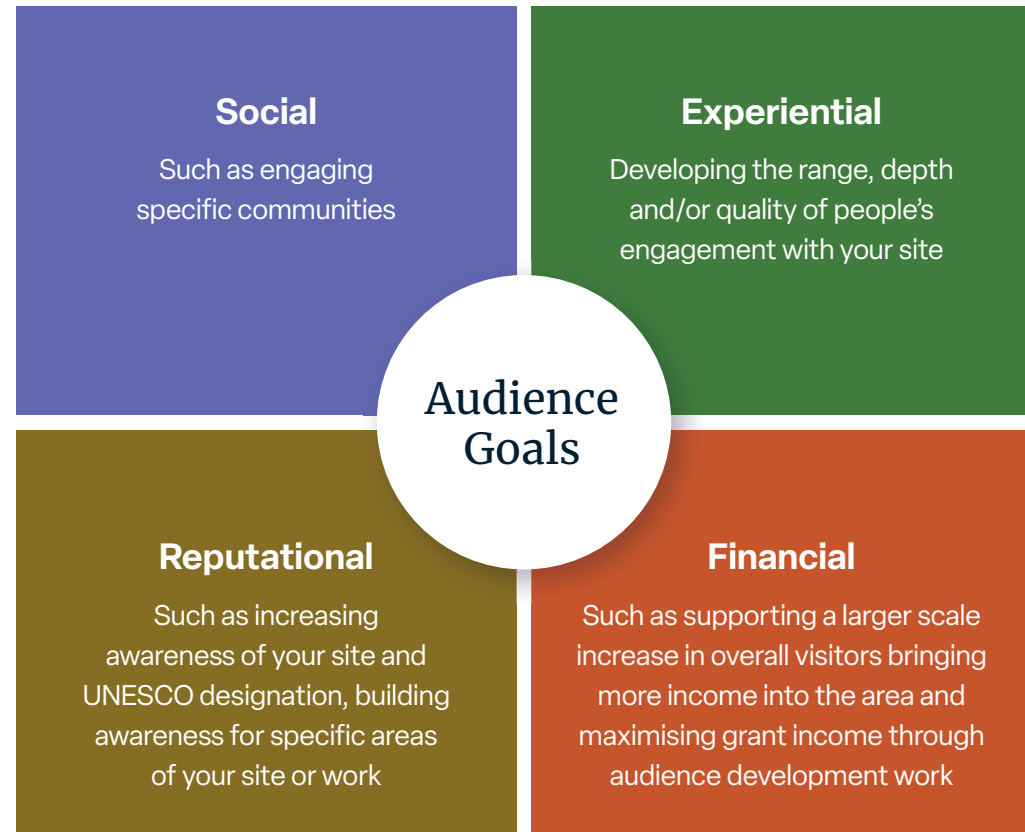 Social
Such as engaging
specific communities
Experiential
Developing the range, depth
and/or quality of people’s
engagement with your site
Audience
Goals
Reputational
Such as increasing
awareness of your site and
UNESCO designation, building
awareness for specific areas
of your site or work
Financial
Such as supporting a larger scale
increase in overall visitors bringing
more income into the area and
maximising grant income through
audience development work